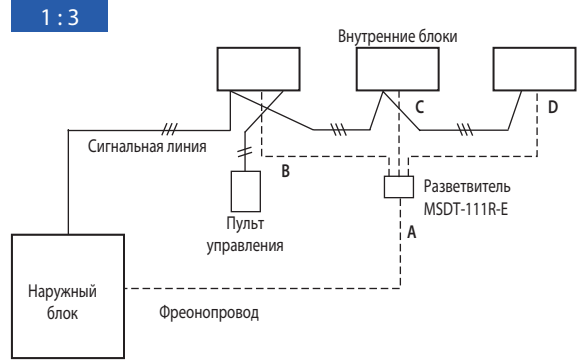 1 : 3
Внутренние блоки
C
D
Сигнальная линия
B
Разветвитель
MSDT-111R-E
Пульт
управления
A
Наружный
блок
Фреонопровод